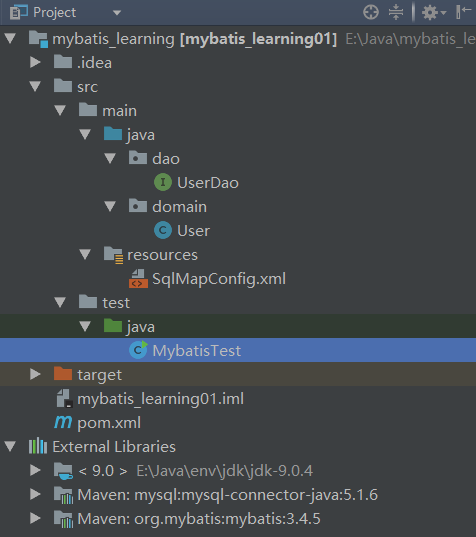 Project
mybatis_learning [mybatis_learning01] E:\Java\mybatis_le
.idea
src
main
java
dao
UserDao
domain
User
resources
SqlMapConfig.xml
test
java
MybatisTest
target
mybatis_learning01.iml
pom.xml
External Libraries
< 9.0 > E:\Java\env\jdk\jdk-9.0.4
Maven: mysql:mysql-connector-java:5.1.6
Maven: org.mybatis:mybatis:3.4.5